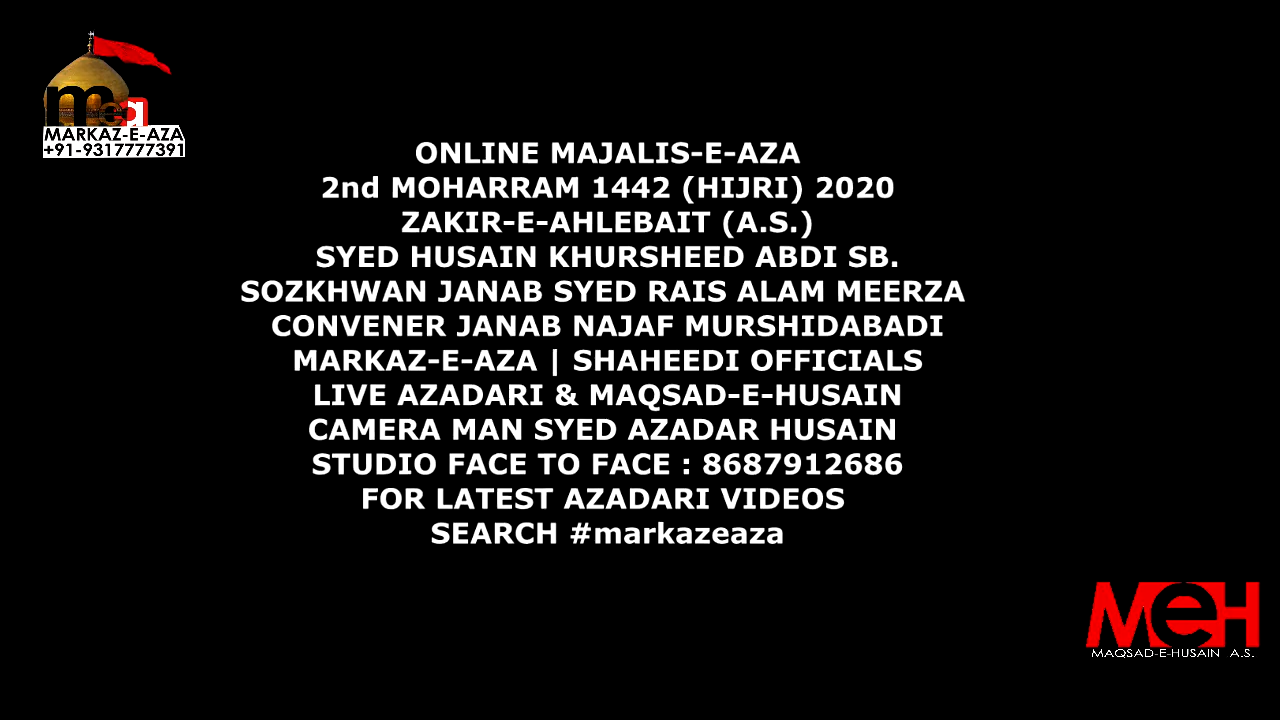 mea
MARKAZ-E-AZA
+91-9317777391
ONLINE MAJALIS-E-AZA
2nd MOHARRAM 1442 (HIJRI) 2020
ZAKIR-E-AHLEBAIT (A.S.)
SYED HUSAIN KHURSHEED ABDI SB.
SOZKHWAN JANAB SYED RAIS ALAM MEERZA
CONVENER JANAB NAJAF MURSHIDABADI
MARKAZ-E-AZA | SHAHEEDI OFFICIALS
LIVE AZADARI & MAQSAD-E-HUSAIN
CAMERA MAN SYED AZADAR HUSAIN
STUDIO FACE TO FACE : 8687912686
FOR LATEST AZADARI VIDEOS
SEARCH #markazeaza
MeH
MAQSAD-E-HUSAIN A.S.